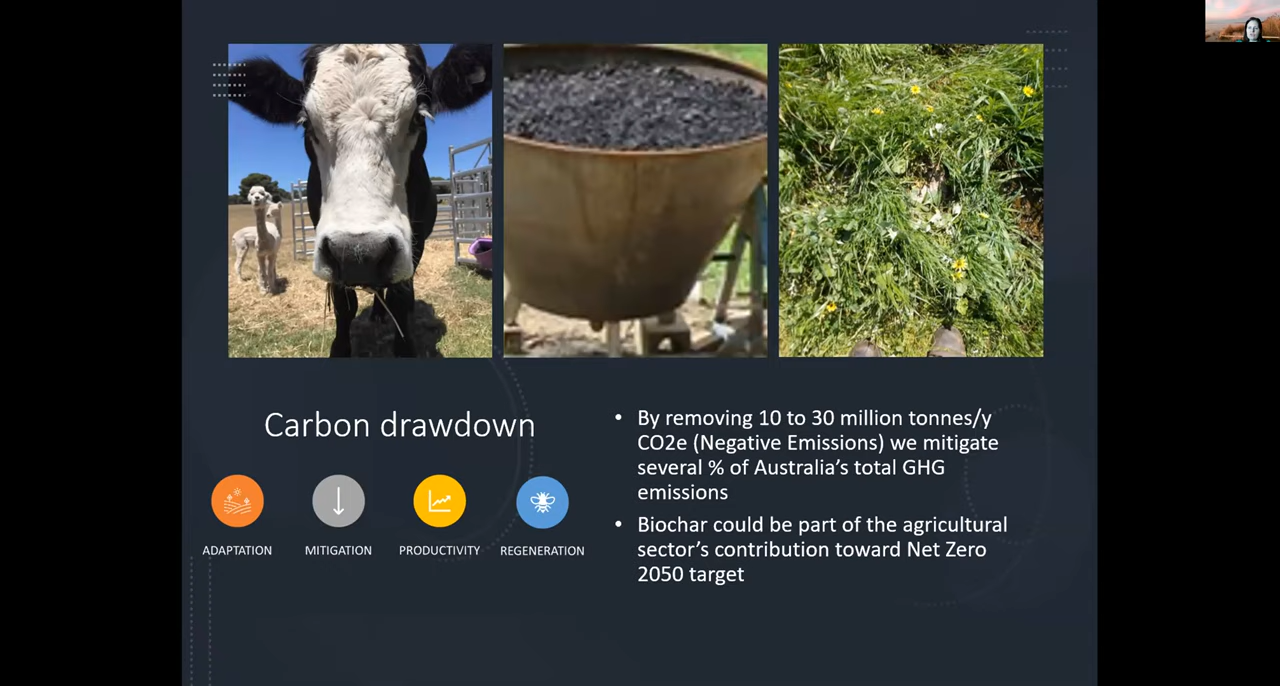 Carbon drawdown
ADAPTATION
MITIGATION
PRODUCTIVITY
REGENERATION
• By removing 10 to 30 million tonnes/y
CO2e (Negative Emissions) we mitigate
several % of Australia's total GHG
emissions
• Biochar could be part of the agricultural
sector's contribution toward Net Zero
2050 target